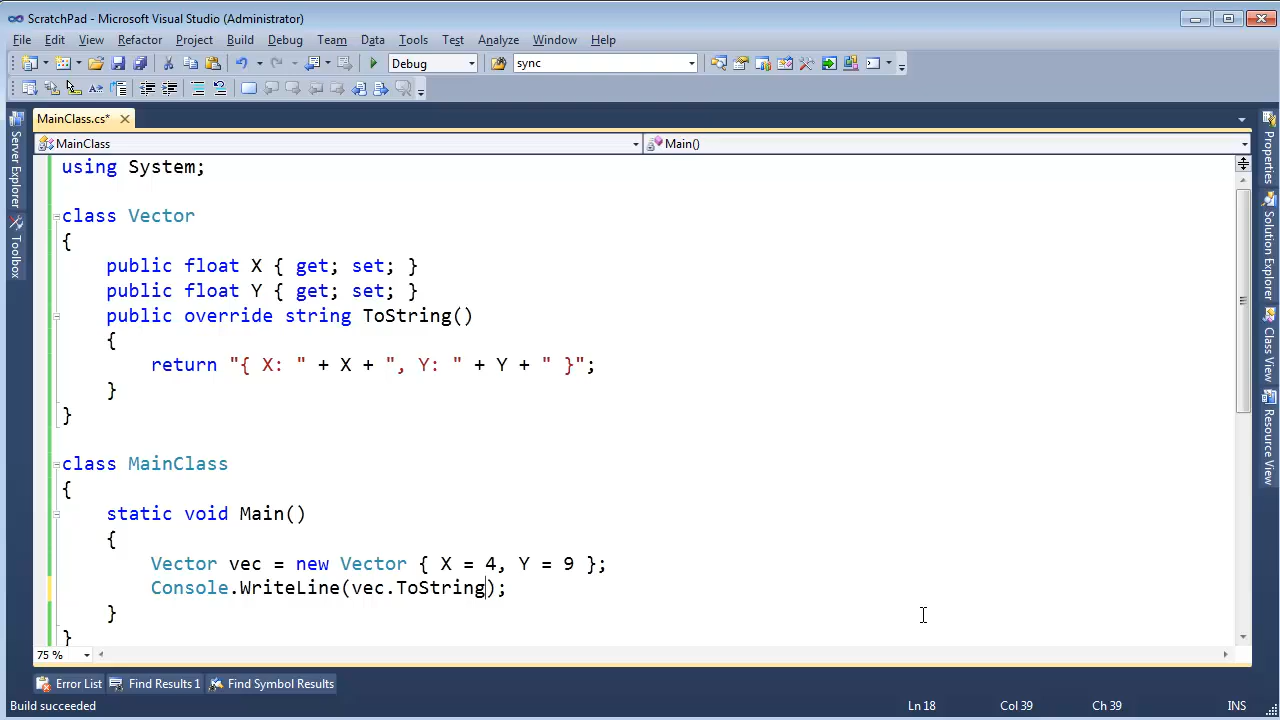 ScratchPad - Microsoft Visual Studio (Administrator)
File Edit View Refactor Project Build Debug Team Data Tools Test Analyze Window Help
Debug sync
MainClass.cs*
MainClass Main()
Server Explorer
Toolbox
using System;
class Vector
{
public float X { get; set; }
public float Y { get; set; }
public override string ToString()
{
return "{ X: " + X + ", Y: " + Y + " }";
}
}
class MainClass
{
static void Main()
{
Vector vec = new Vector { X = 4, Y = 9 };
Console.WriteLine(vec.ToString);
}
}
Properties
Solution Explorer
Class View
Resource View
75 %
Error List Find Results 1 Find Symbol Results
Build succeeded Ln 18 Col 39 Ch 39 INS